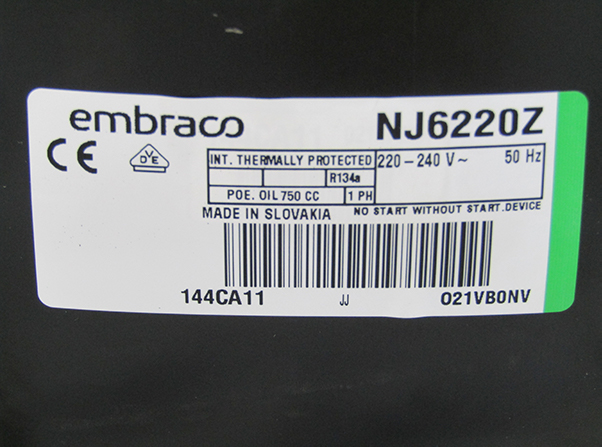 embraco NJ6220Z
CE DVE
INT. THERMALLY PROTECTED 220-240 V~ 50 Hz
R134a
POE. OIL 750 CC 1 PH
MADE IN SLOVAKIA NO START WITHOUT START.DEVICE
144CA11 JJ O21VB0NV